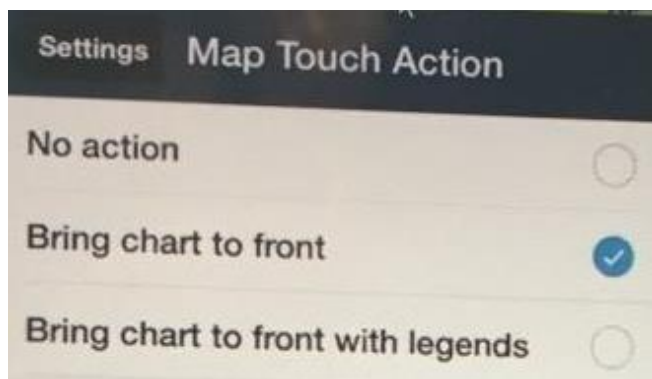 Settings Map Touch Action
No action
Bring chart to front
Bring chart to front with legends